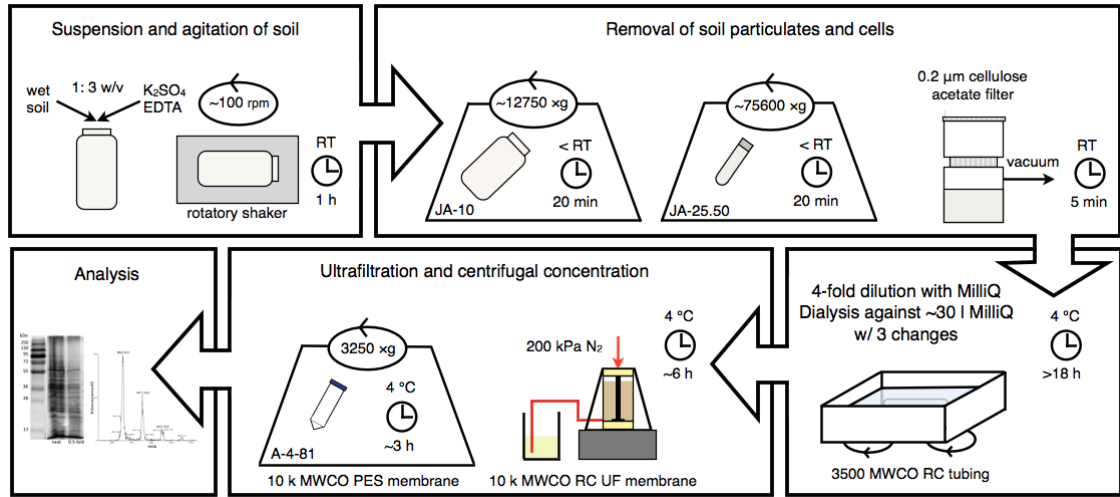 Suspension and agitation of soil
wet
soil
1: 3 w/v
K₂SO₄
EDTA
~100 rpm
RT
1 h
rotatory shaker
Removal of soil particulates and cells
~12750 ×g
< RT
20 min
JA-10
~75600 ×g
< RT
20 min
JA-25.50
0.2 µm cellulose
acetate filter
vacuum
RT
5 min
4-fold dilution with MilliQ
Dialysis against ~30 l MilliQ
w/ 3 changes
4 °C
>18 h
3500 MWCO RC tubing
Ultrafiltration and centrifugal concentration
3250 ×g
4 °C
~3 h
A-4-81
10 k MWCO PES membrane
200 kPa N₂
4 °C
~6 h
10 k MWCO RC UF membrane
Analysis
17